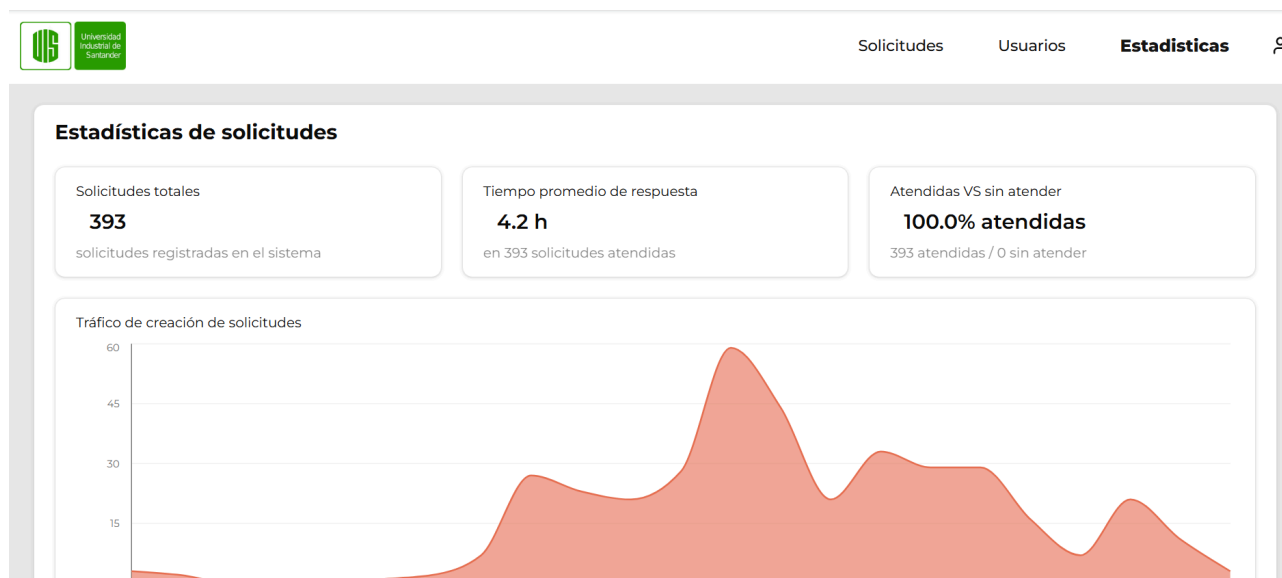 UIS
Universidad
Industrial de
Santander
Solicitudes Usuarios Estadisticas
Estadísticas de solicitudes
Solicitudes totales
393
solicitudes registradas en el sistema
Tiempo promedio de respuesta
4.2 h
en 393 solicitudes atendidas
Atendidas VS sin atender
100.0% atendidas
393 atendidas / 0 sin atender
Tráfico de creación de solicitudes
60
45
30
15